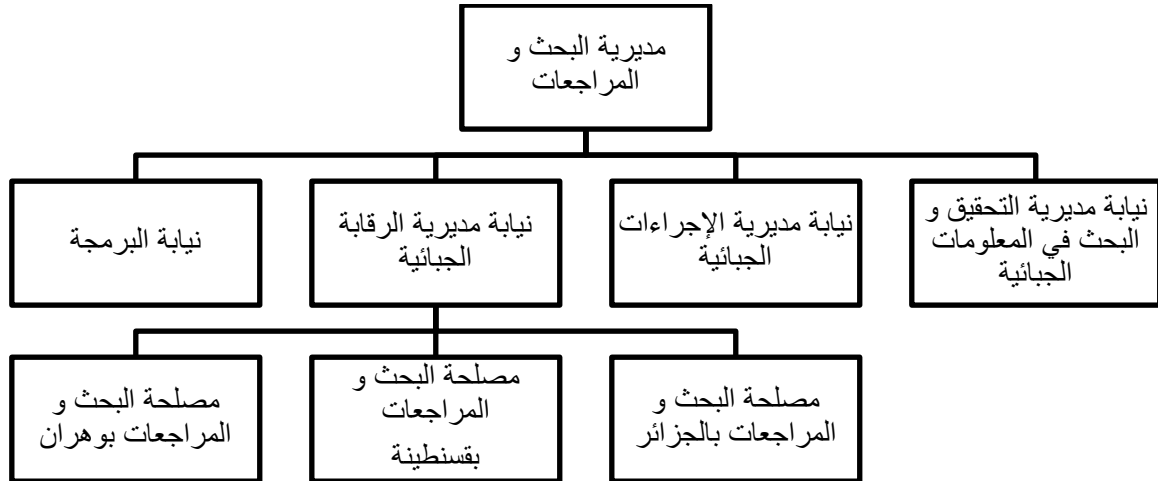 مديرية البحث و
المراجعات
نيابة مديرية التحقيق و
البحث في المعلومات
الجبائية
نيابة مديرية الإجراءات
الجبائية
نيابة مديرية الرقابة
الجبائية
نيابة البرمجة
مصلحة البحث و
المراجعات بالجزائر
مصلحة البحث و
المراجعات
بقسنطينة
مصلحة البحث و
المراجعات بوهران